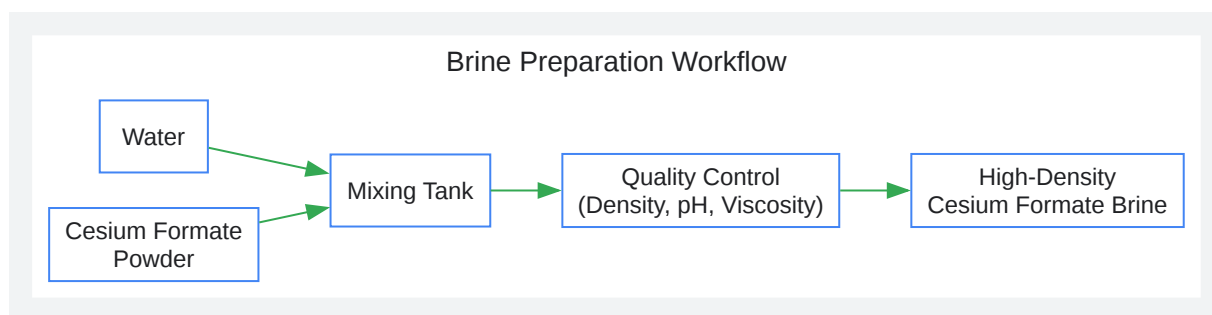 Brine Preparation Workflow
Water
Cesium Formate
Powder
Mixing Tank
Quality Control
(Density, pH, Viscosity)
High-Density
Cesium Formate Brine